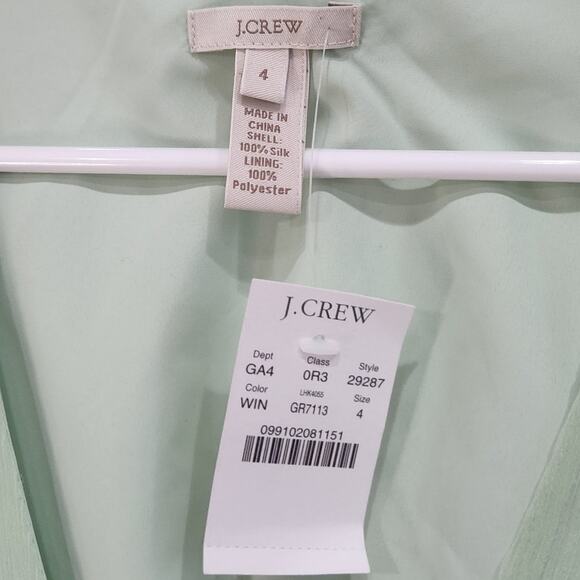 J.CREW
4
MADE IN
CHINA
SHELL:
100% Silk
LINING:
100%
Polyester
J.CREW
Dept Class Style
GA4 0R3 29287
Color LHK4055 Size
WIN GR7113 4
099102081151